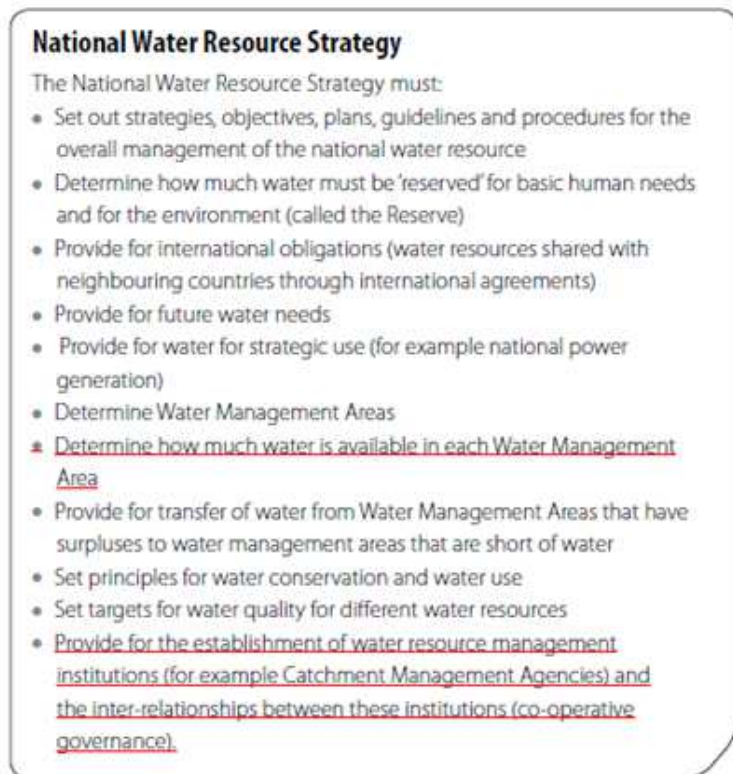 National Water Resource Strategy
The National Water Resource Strategy must:
• Set out strategies, objectives, plans, guidelines and procedures for the
overall management of the national water resource
• Determine how much water must be 'reserved' for basic human needs
and for the environment (called the Reserve)
• Provide for international obligations (water resources shared with
neighbouring countries through international agreements)
• Provide for future water needs
• Provide for water for strategic use (for example national power
generation)
• Determine Water Management Areas
• Determine how much water is available in each Water Management
Area
• Provide for transfer of water from Water Management Areas that have
surpluses to water management areas that are short of water
• Set principles for water conservation and water use
• Set targets for water quality for different water resources
• Provide for the establishment of water resource management
institutions (for example Catchment Management Agencies) and
the inter-relationships between these institutions (co-operative
governance).